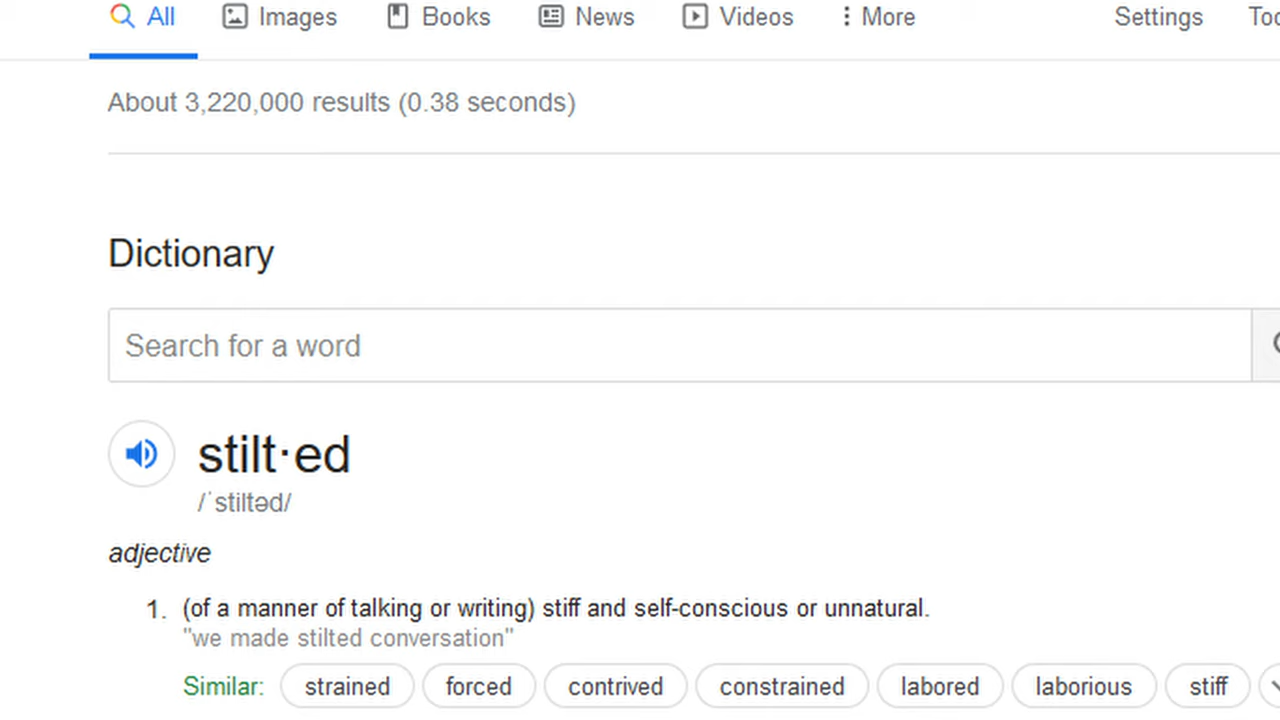 All Images Books News Videos More Settings
About 3,220,000 results (0.38 seconds)
Dictionary
Search for a word
stilt·ed
/ˈstiltəd/
adjective
1. (of a manner of talking or writing) stiff and self-conscious or unnatural.
"we made stilted conversation"
Similar: strained forced contrived constrained labored laborious stiff